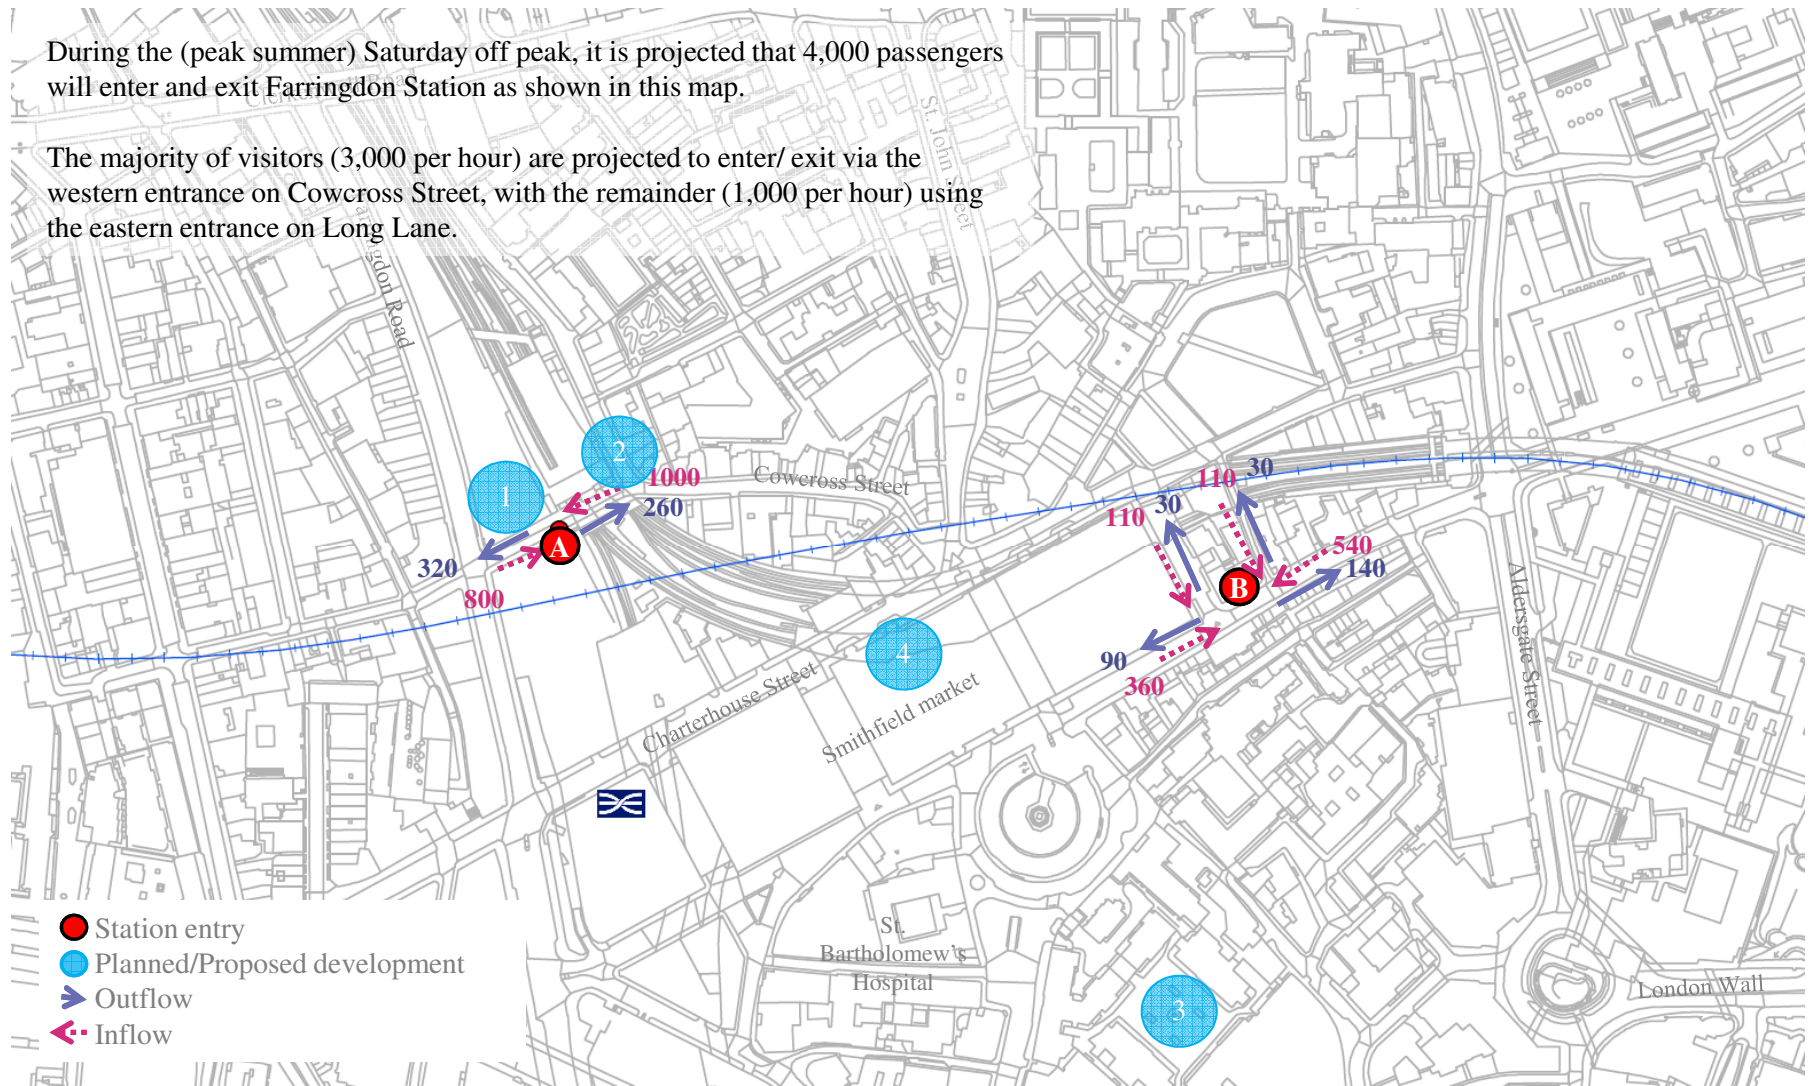 During the (peak summer) Saturday off peak, it is projected that 4,000 passengers
will enter and exit Farringdon Station as shown in this map.
The majority of visitors (3,000 per hour) are projected to enter/ exit via the
western entrance on Cowcross Street, with the remainder (1,000 per hour) using
the eastern entrance on Long Lane.
St. John Street
2
1000
Cowcross Street
1
260
A
320
800
110
30
110
30
540
140
B
90
360
4
Charterhouse Street
Smithfield market
Aldersgate Street
St.
Bartholomew's
Hospital
3
London Wall
Station entry
Planned/Proposed development
Outflow
Inflow